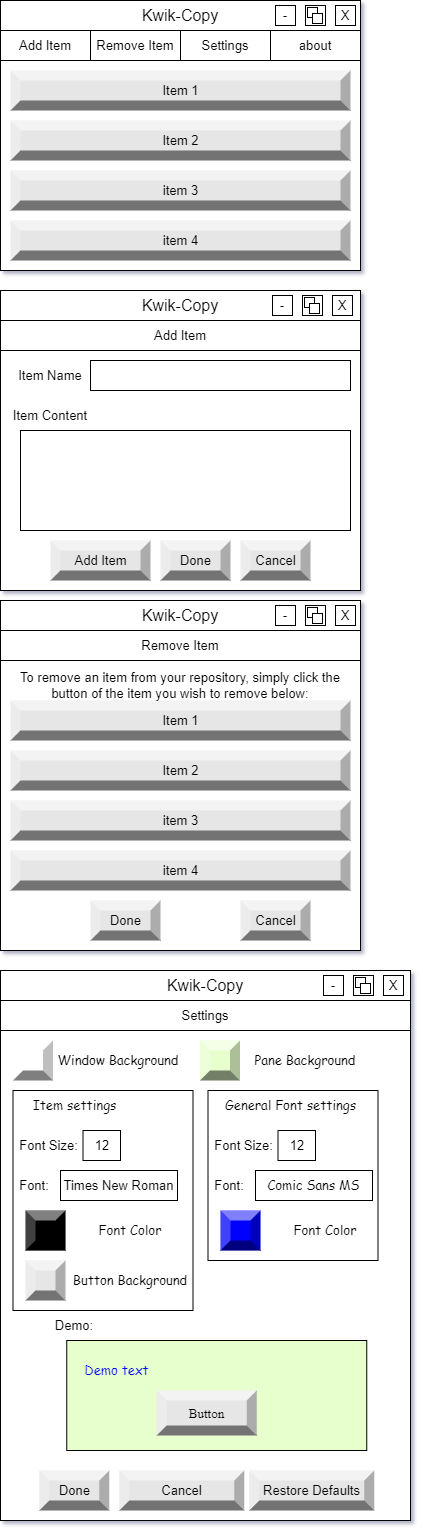 Kwik-Copy - X
Add Item Remove Item Settings about
Item 1
Item 2
item 3
item 4
Kwik-Copy - X
Add Item
Item Name
Item Content
Add Item Done Cancel
Kwik-Copy - X
Remove Item
To remove an item from your repository, simply click the
button of the item you wish to remove below:
Item 1
Item 2
item 3
item 4
Done Cancel
Kwik-Copy - X
Settings
Window Background Pane Background
Item settings General Font settings
Font Size: 12 Font Size: 12
Font: Times New Roman Font: Comic Sans MS
Font Color Font Color
Button Background
Demo:
Demo text
Button
Done Cancel Restore Defaults